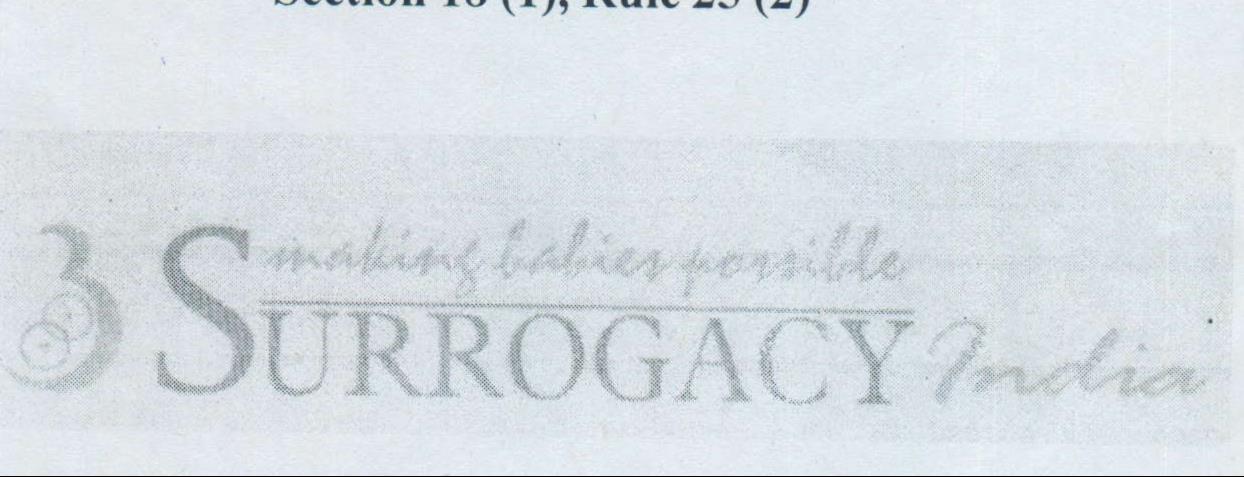 Section 18 (1), Rule 25 (2)
making babies possible
SURROGACY India